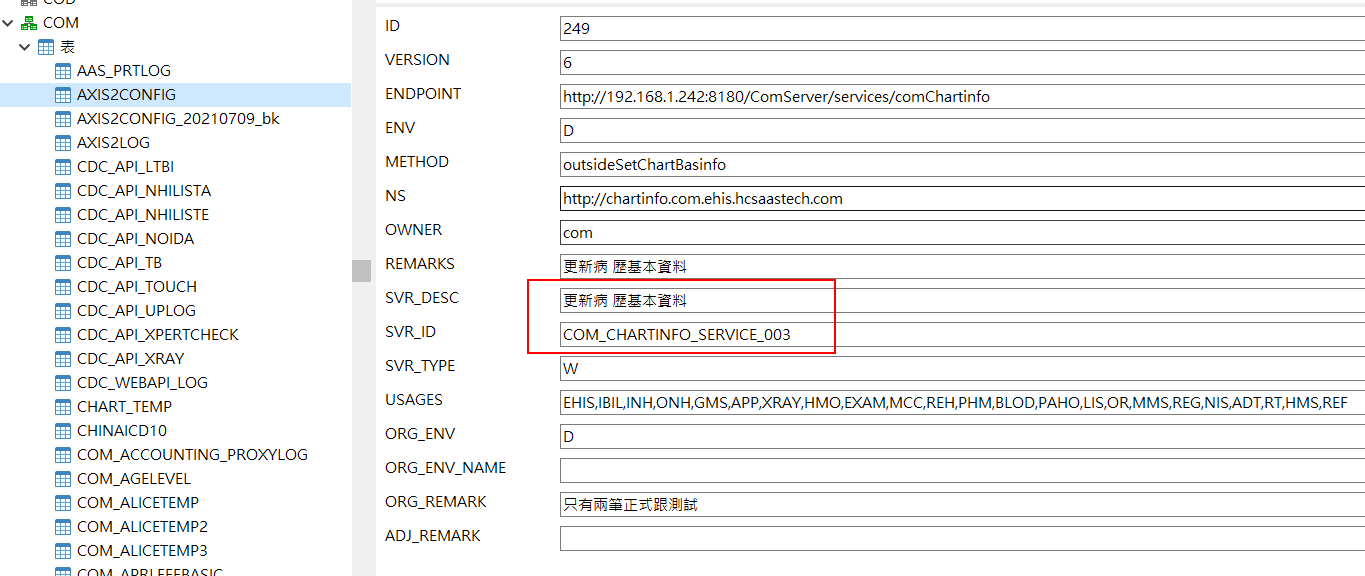 COD
COM
表
AAS_PRTLOG
AXIS2CONFIG
AXIS2CONFIG_20210709_bk
AXIS2LOG
CDC_API_LTBI
CDC_API_NHILISTA
CDC_API_NHILISTE
CDC_API_NOIDA
CDC_API_TB
CDC_API_TOUCH
CDC_API_UPLOG
CDC_API_XPERTCHECK
CDC_API_XRAY
CDC_WEBAPI_LOG
CHART_TEMP
CHINAICD10
COM_ACCOUNTING_PROXYLOG
COM_AGELEVEL
COM_ALICETEMP
COM_ALICETEMP2
COM_ALICETEMP3
ID 249
VERSION 6
ENDPOINT http://192.168.1.242:8180/ComServer/services/comChartinfo
ENV D
METHOD outsideSetChartBasinfo
NS http://chartinfo.com.ehis.hcsaastech.com
OWNER com
REMARKS 更新病 歷基本資料
SVR_DESC 更新病 歷基本資料
SVR_ID COM_CHARTINFO_SERVICE_003
SVR_TYPE W
USAGES EHIS,IBIL,INH,ONH,GMS,APP,XRAY,HMO,EXAM,MCC,REH,PHM,BLOD,PAHO,LIS,OR,MMS,REG,NIS,ADT,RT,HMS,REF
ORG_ENV D
ORG_ENV_NAME
ORG_REMARK 只有兩筆正式跟測試
ADJ_REMARK